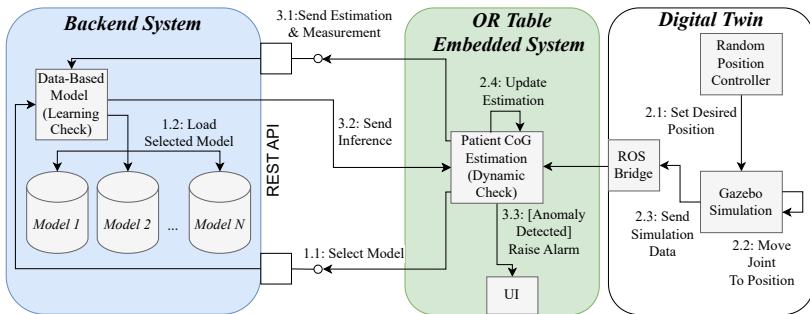 Backend System
Data-Based
Model
(Learning
Check)
1.2: Load
Selected Model
Model 1
Model 2
...
Model N
REST API
3.1:Send Estimation
& Measurement
3.2: Send
Inference
1.1: Select Model
OR Table
Embedded System
2.4: Update
Estimation
Patient CoG
Estimation
(Dynamic
Check)
3.3: [Anomaly
Detected]
Raise Alarm
UI
Digital Twin
Random
Position
Controller
2.1: Set Desired
Position
ROS
Bridge
Gazebo
Simulation
2.3: Send
Simulation
Data
2.2: Move
Joint
To Position